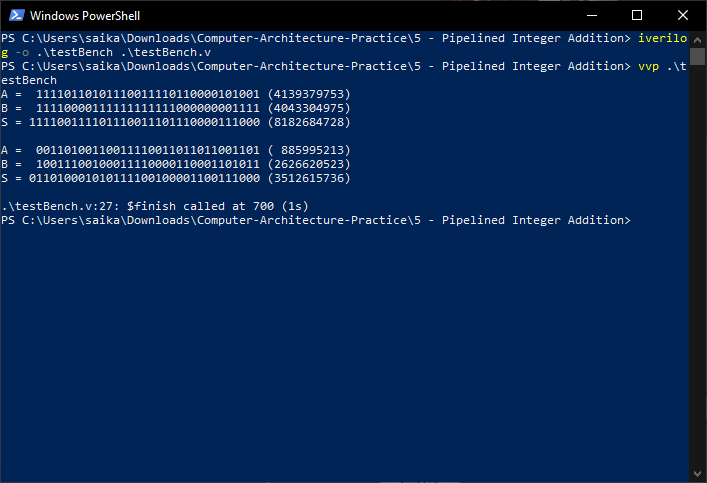 Windows PowerShell
PS C:\Users\saika\Downloads\Computer-Architecture-Practice\5 - Pipelined Integer Addition> iverilo
g -o .\testBench .\testBench.v
PS C:\Users\saika\Downloads\Computer-Architecture-Practice\5 - Pipelined Integer Addition> vvp .\t
estBench
A =  11110110101110011110110000101001 (4139379753)
B =  11110000111111111111000000001111 (4043304975)
S = 111100111101110011101110000111000 (8182684728)

A =  00110100110011110011011011001101 ( 885995213)
B =  10011100100011110000110001101011 (2626620523)
S = 011010001010111100100001100111000 (3512615736)

.\testBench.v:27: $finish called at 700 (1s)
PS C:\Users\saika\Downloads\Computer-Architecture-Practice\5 - Pipelined Integer Addition>